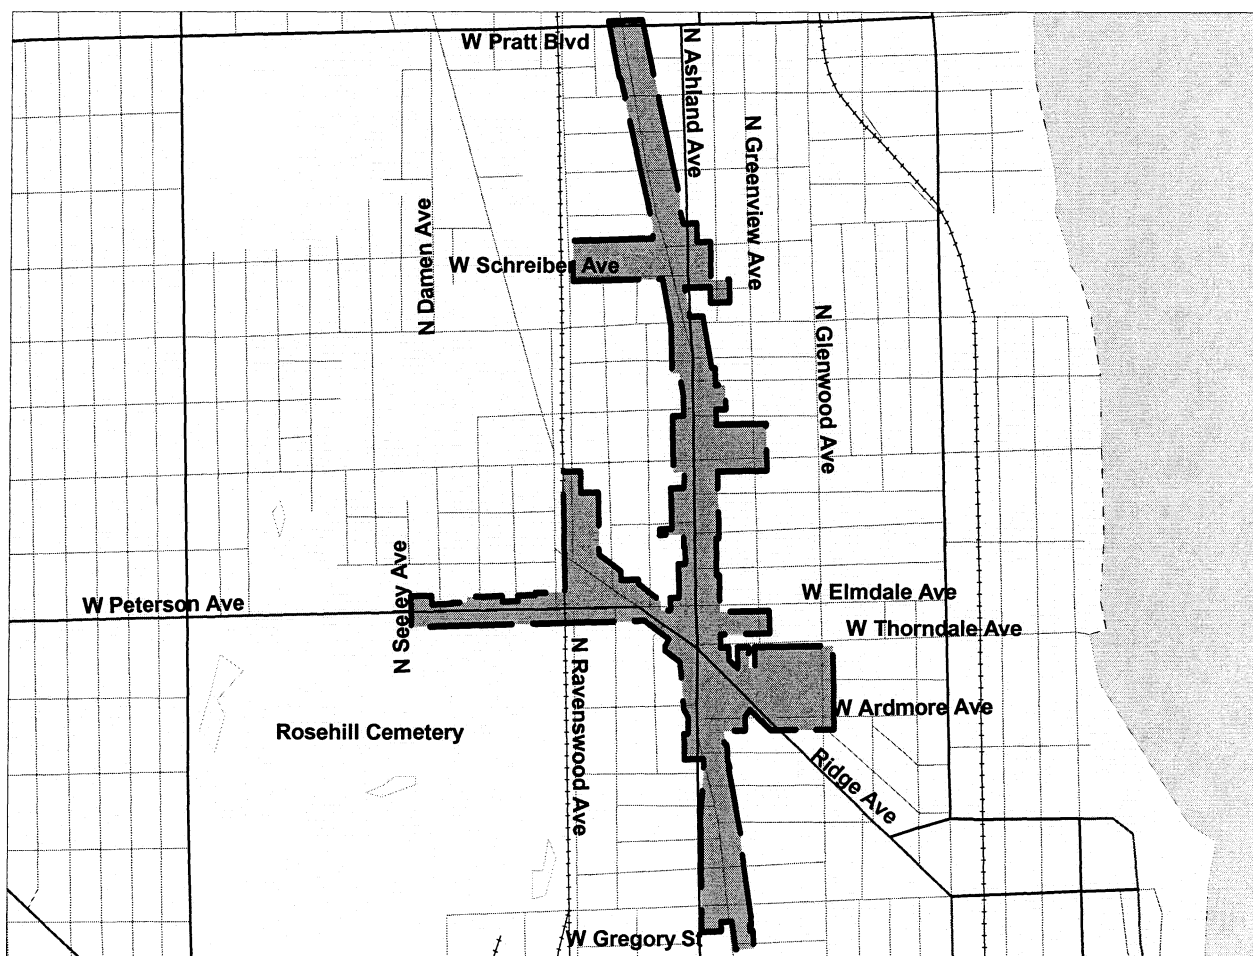 W Pratt Blvd
N Ashland Ave
N Greenview Ave
N Damen Ave
W Schreiber Ave
N Glenwood Ave
N Seeley Ave
W Peterson Ave
W Elmdale Ave
W Thorndale Ave
N Ravenswood Ave
W Ardmore Ave
Rosehill Cemetery
Ridge Ave
W Gregory St